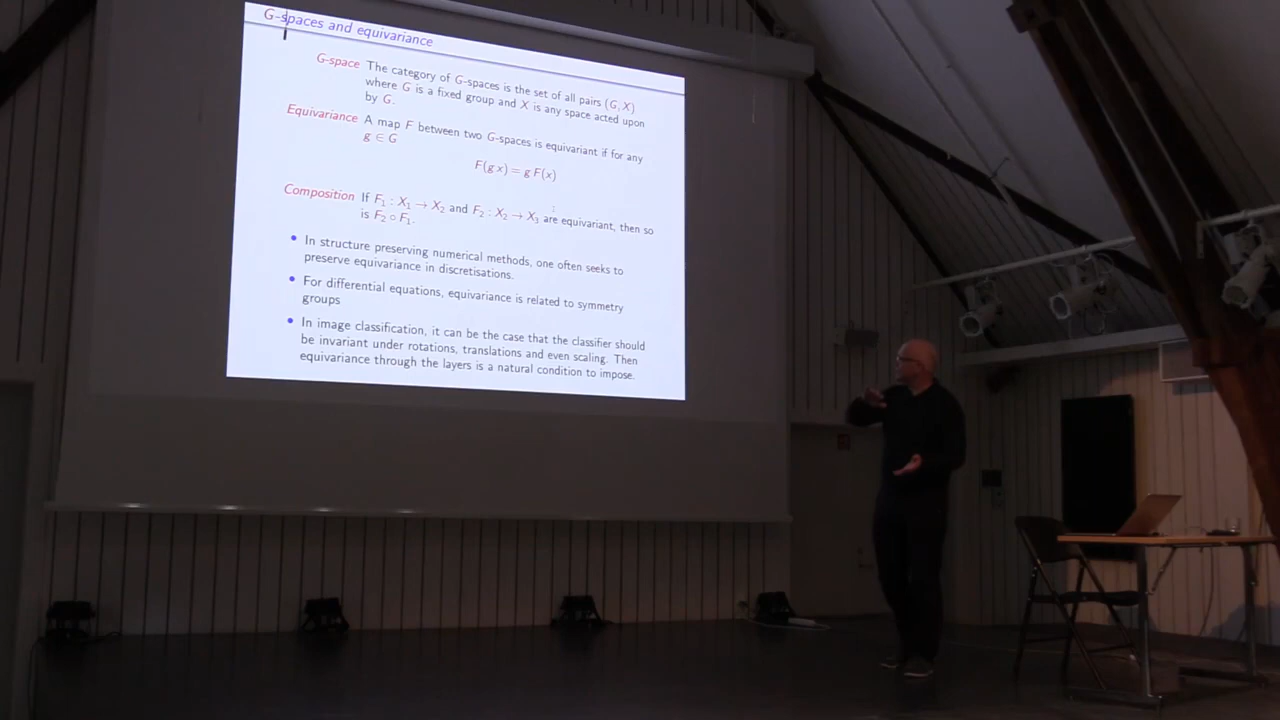 G-spaces and equivariance
G-space The category of G-spaces is the set of all pairs (G, X)
where G is a fixed group and X is any space acted upon
by G.
Equivariance A map F between two G-spaces is equivariant if for any
g ∈ G
F(g x) = g F(x)
Composition If F₁ : X₁ → X₂ and F₂ : X₂ → X₃ are equivariant, then so
is F₂ ∘ F₁.
• In structure preserving numerical methods, one often seeks to
preserve equivariance in discretisations.
• For differential equations, equivariance is related to symmetry
groups
• In image classification, it can be the case that the classifier should
be invariant under rotations, translations and even scaling. Then
equivariance through the layers is a natural condition to impose.